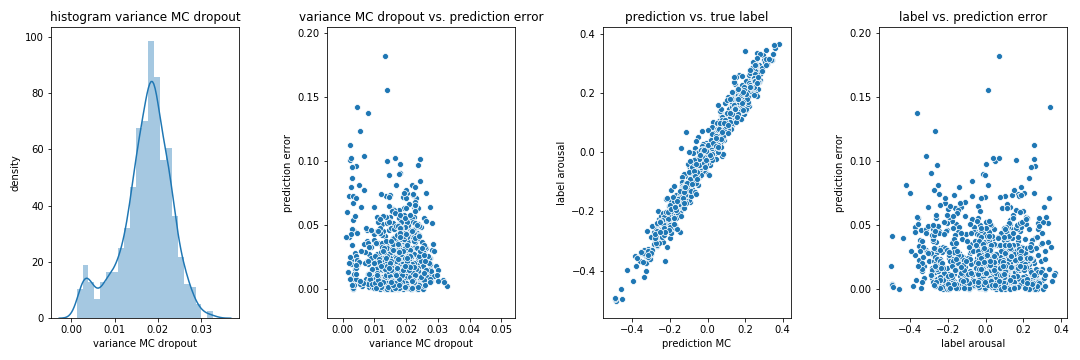 histogram variance MC dropout
density
100
80
60
40
20
0
0.00 0.01 0.02 0.03
variance MC dropout
variance MC dropout vs. prediction error
prediction error
0.20
0.15
0.10
0.05
0.00
0.00 0.01 0.02 0.03 0.04 0.05
variance MC dropout
prediction vs. true label
label arousal
0.4
0.2
0.0
−0.2
−0.4
−0.4 −0.2 0.0 0.2 0.4
prediction MC
label vs. prediction error
prediction error
0.20
0.15
0.10
0.05
0.00
−0.4 −0.2 0.0 0.2 0.4
label arousal